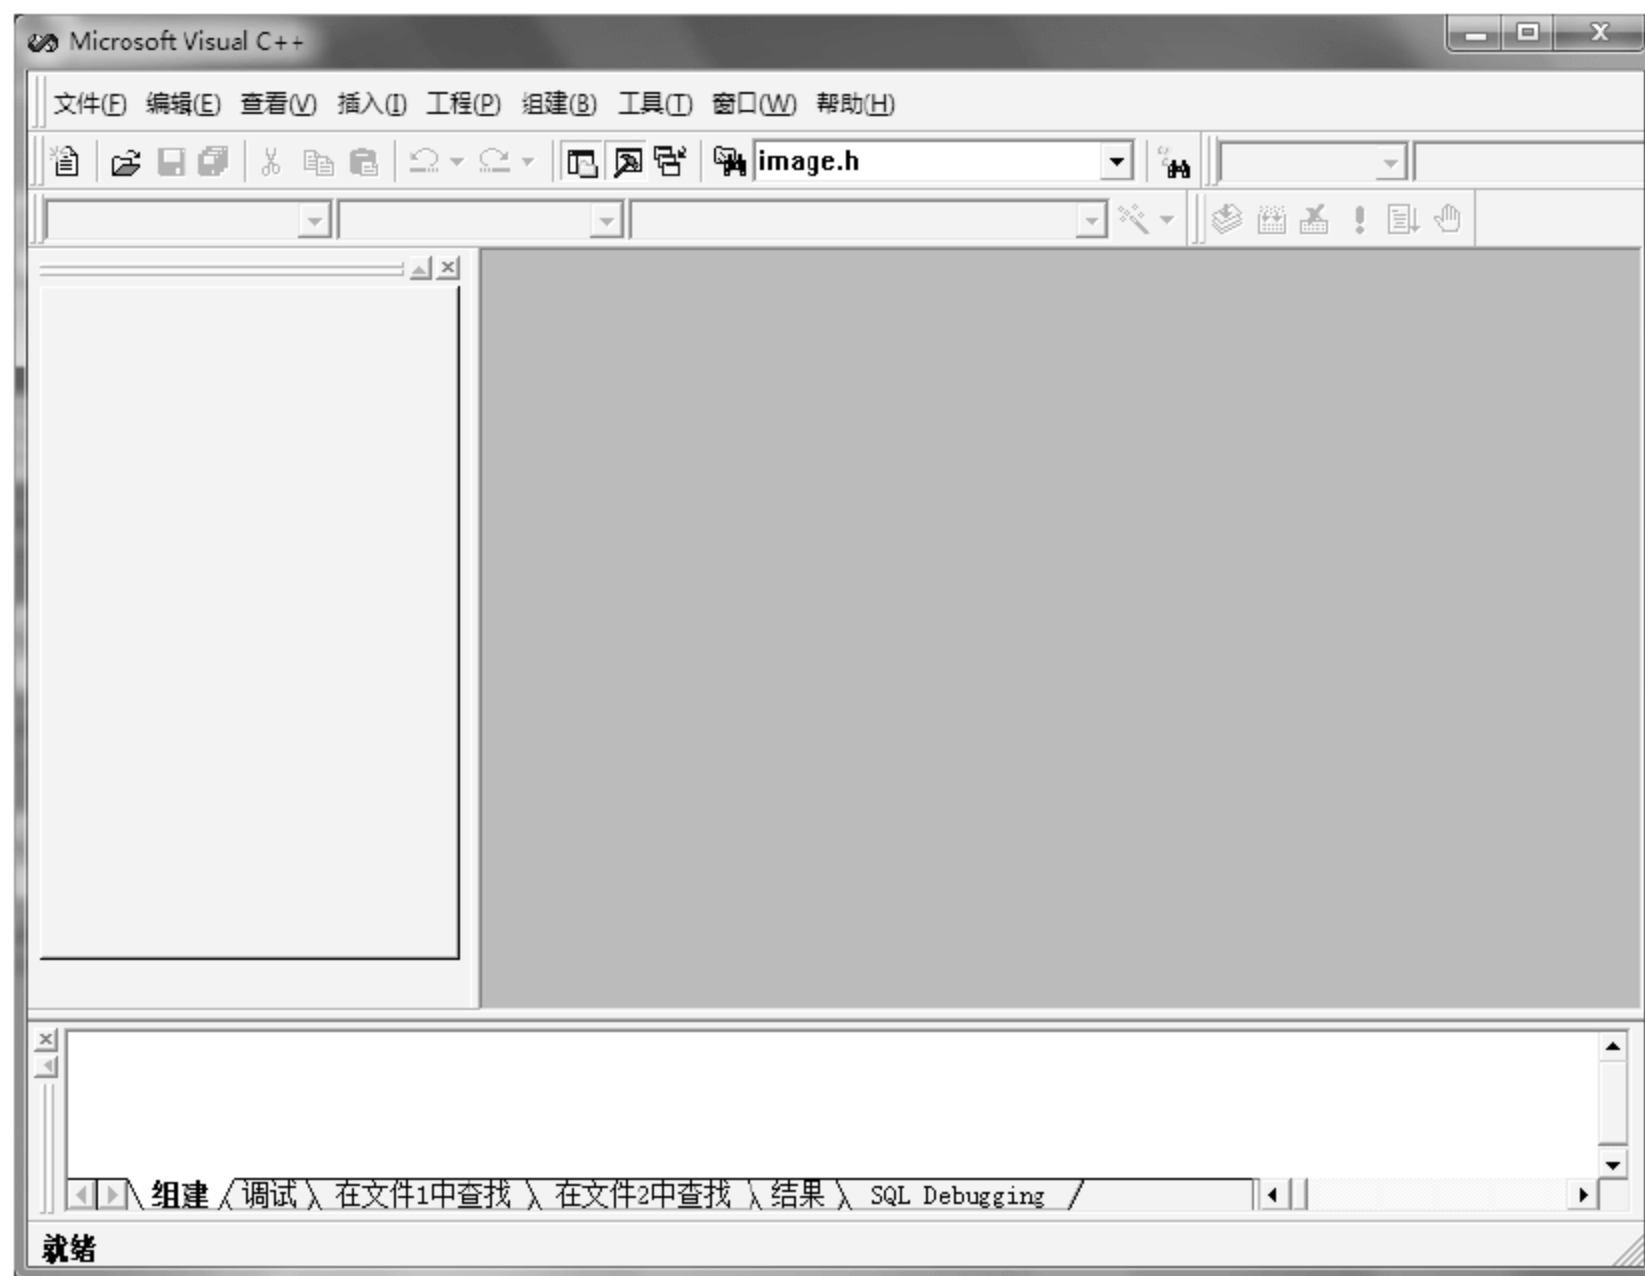 Microsoft Visual C++
文件(F) 编辑(E) 查看(V) 插入(I) 工程(P) 组建(B) 工具(T) 窗口(W) 帮助(H)
image.h
组建 调试 在文件1中查找 在文件2中查找 结果 SQL Debugging
就绪